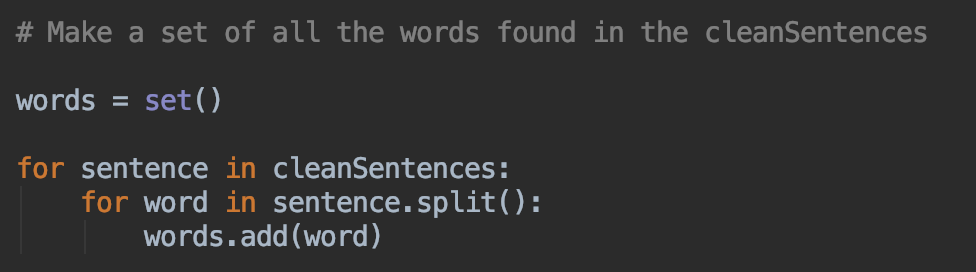 # Make a set of all the words found in the cleanSentences
words = set()
for sentence in cleanSentences:
    for word in sentence.split():
        words.add(word)